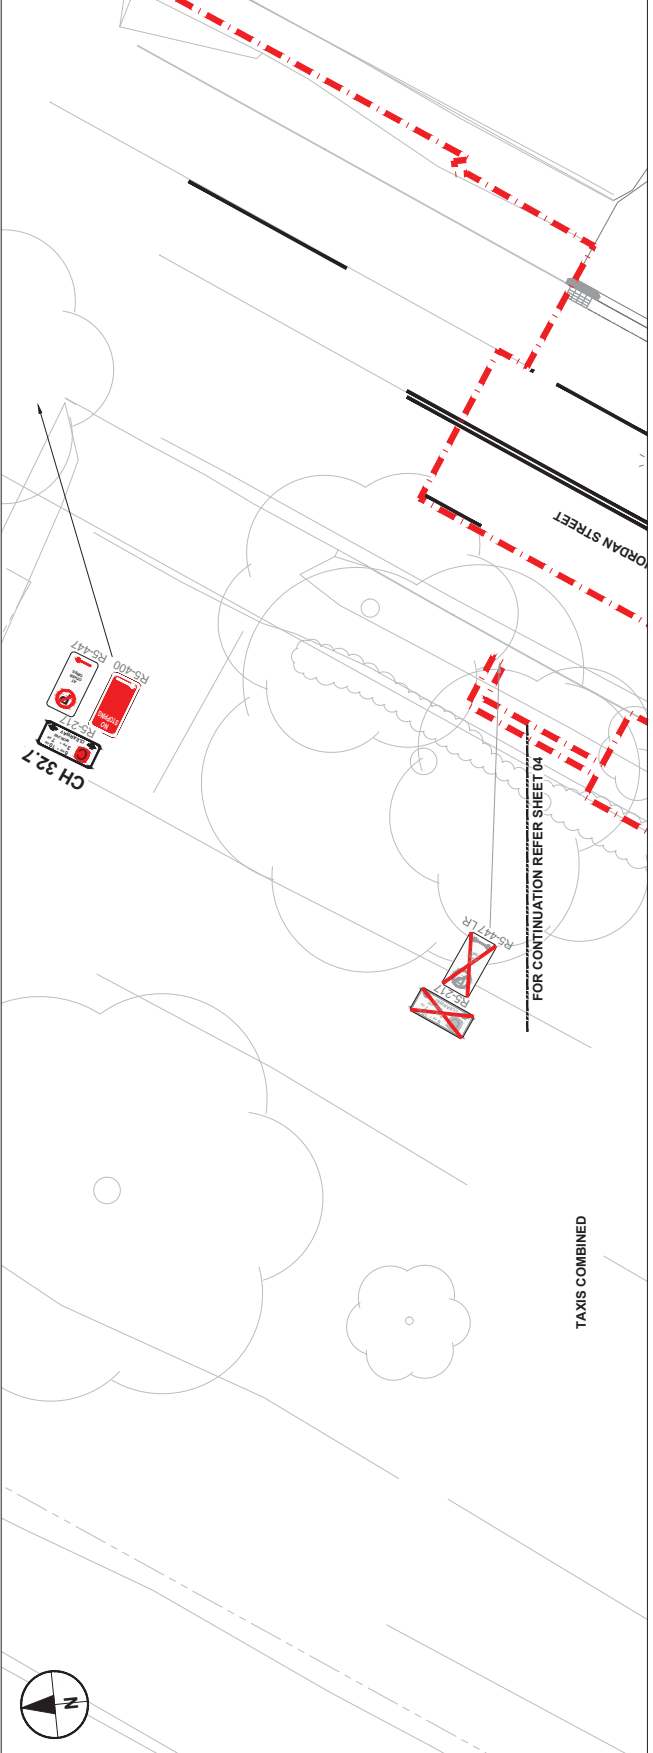 JORDAN STREET
R5-447
R5-400
NO
STOPPING
R5-217
CH 32.7
FOR CONTINUATION REFER SHEET 04
R5-447 LR
R5-217
TAXIS COMBINED
N